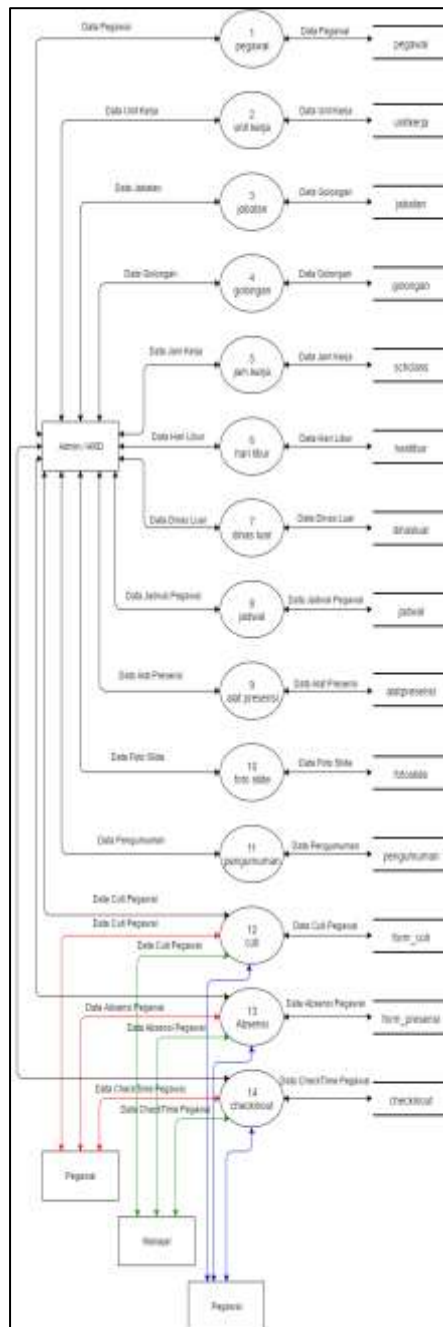 Data Pegawai
1
pegawai
Data Pegawai
pegawai
Data Unit Kerja
2
unit kerja
Data Unit Kerja
unitkerja
Data Jabatan
3
jabatan
Data Golongan
jabatan
Data Golongan
4
golongan
Data Golongan
golongan
Data Jam Kerja
5
jam kerja
Data Jam Kerja
schclass
Admin / HRD
Data Hari Libur
6
hari libur
Data Hari Libur
harilibur
Data Dinas Luar
7
dinas luar
Data Dinas Luar
dinasluar
Data Jadwal Pegawai
8
jadwal
Data Jadwal Pegawai
jadwal
Data Alat Presensi
9
alat presensi
Data Alat Presensi
alatpresensi
Data Foto Slide
10
foto slide
Data Foto Slide
fotoslide
Data Pengumuman
11
pengumuman
Data Pengumuman
pengumuman
Data Cuti Pegawai
Data Cuti Pegawai
Data Cuti Pegawai
12
cuti
Data Cuti Pegawai
form_cuti
Data Absensi Pegawai
Data Absensi Pegawai
13
Absensi
Data Absensi Pegawai
form_presensi
Data CheckTime Pegawai
Data CheckTime Pegawai
14
checkinout
Data CheckTime Pegawai
checkinout
Pegawai
Manajer
Pegawai